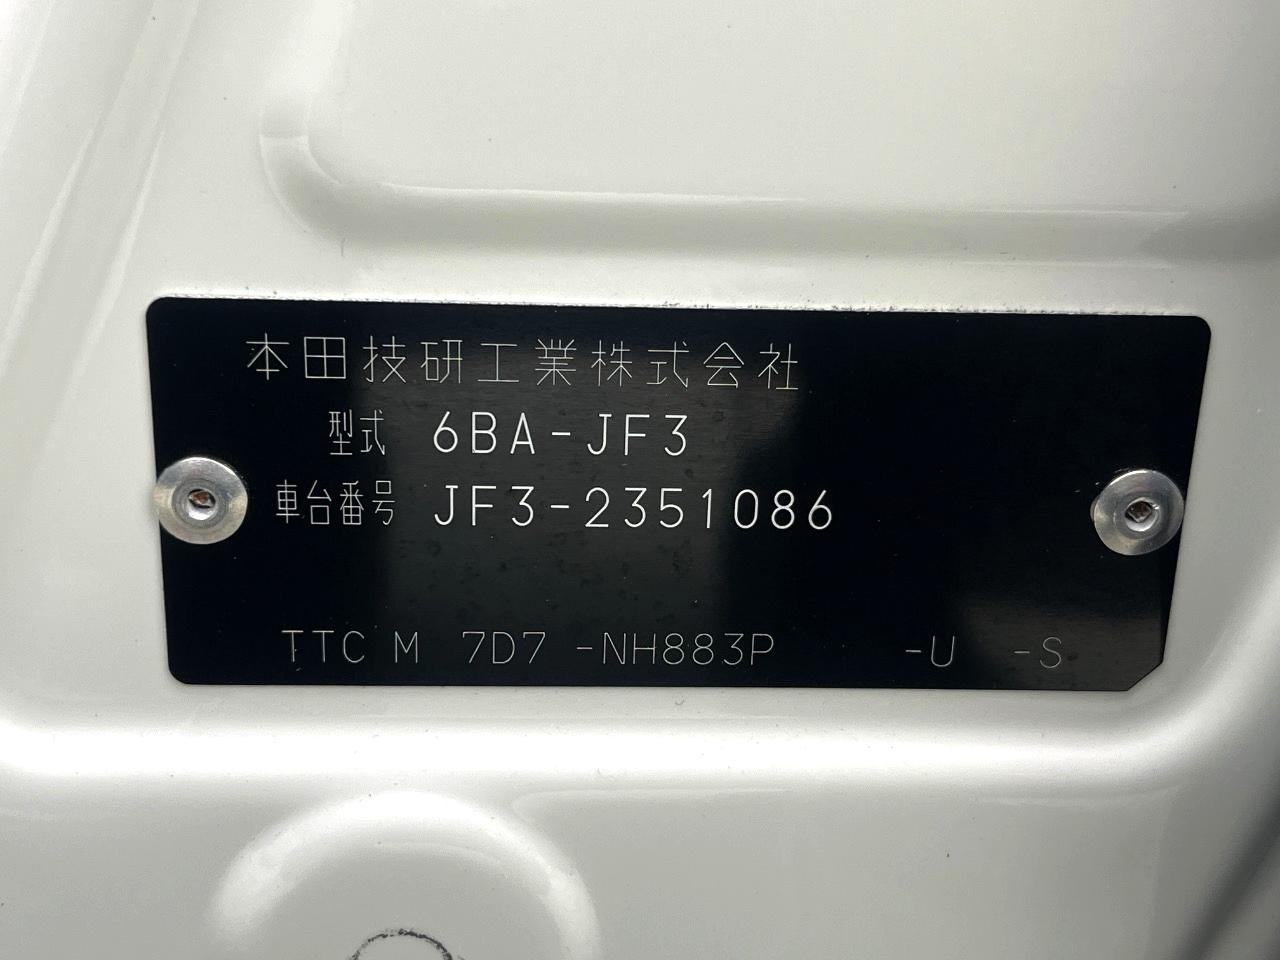 本田技研工業株式会社
型式 6BA-JF3
車台番号 JF3-2351086
TTC M 7D7 -NH883P -U -S